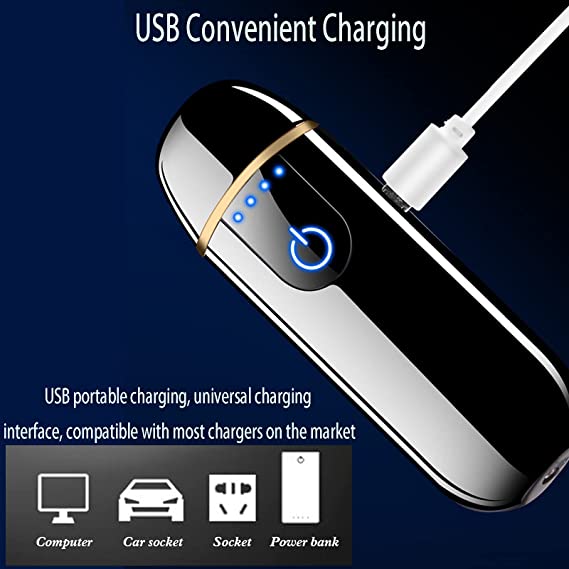 USB Convenient Charging
USB portable charging, universal charging
interface, compatible with most chargers on the market
Computer
Car socket
Socket
Power bank